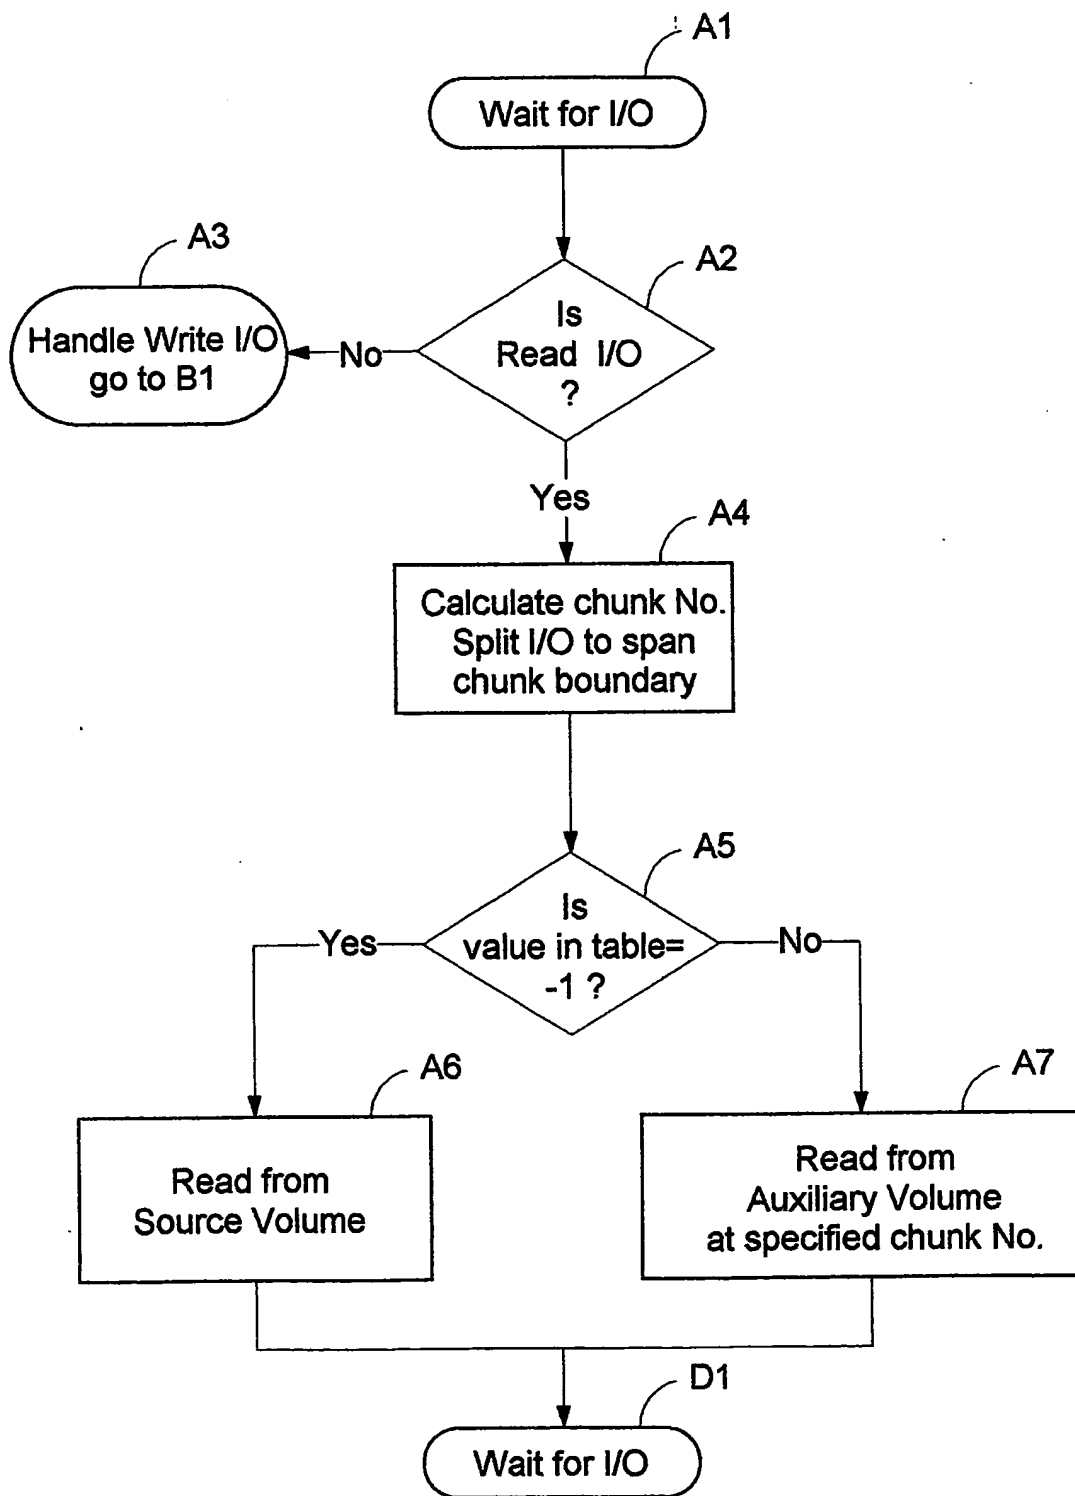 A1
Wait for I/O
A3
A2
Handle Write I/O
go to B1
No
Is
Read I/O
?
Yes
A4
Calculate chunk No.
Split I/O to span
chunk boundary
A5
Is
value in table=
-1 ?
Yes
No
A6
A7
Read from
Source Volume
Read from
Auxiliary Volume
at specified chunk No.
D1
Wait for I/O